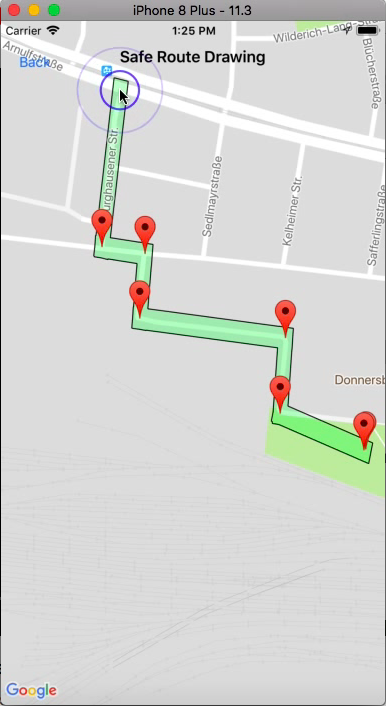 iPhone 8 Plus - 11.3
Carrier 1:25 PM
Wilderich-Lang-Str
Arnulfstraße
Back
Safe Route Drawing
Blücherstraße
urghausener Str.
Sedlmayrstraße
Kelheimer Str.
Safferlingstraße
Donnersb
Google